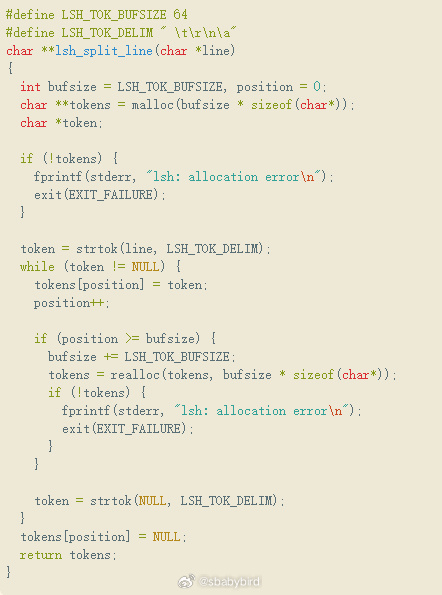 #define LSH_TOK_BUFSIZE 64
#define LSH_TOK_DELIM " \t\r\n\a"
char **lsh_split_line(char *line)
{
  int bufsize = LSH_TOK_BUFSIZE, position = 0;
  char **tokens = malloc(bufsize * sizeof(char*));
  char *token;

  if (!tokens) {
    fprintf(stderr, "lsh: allocation error\n");
    exit(EXIT_FAILURE);
  }

  token = strtok(line, LSH_TOK_DELIM);
  while (token != NULL) {
    tokens[position] = token;
    position++;

    if (position >= bufsize) {
      bufsize += LSH_TOK_BUFSIZE;
      tokens = realloc(tokens, bufsize * sizeof(char*));
      if (!tokens) {
        fprintf(stderr, "lsh: allocation error\n");
        exit(EXIT_FAILURE);
      }
    }

    token = strtok(NULL, LSH_TOK_DELIM);
  }
  tokens[position] = NULL;
  return tokens;
}
@sbabybird